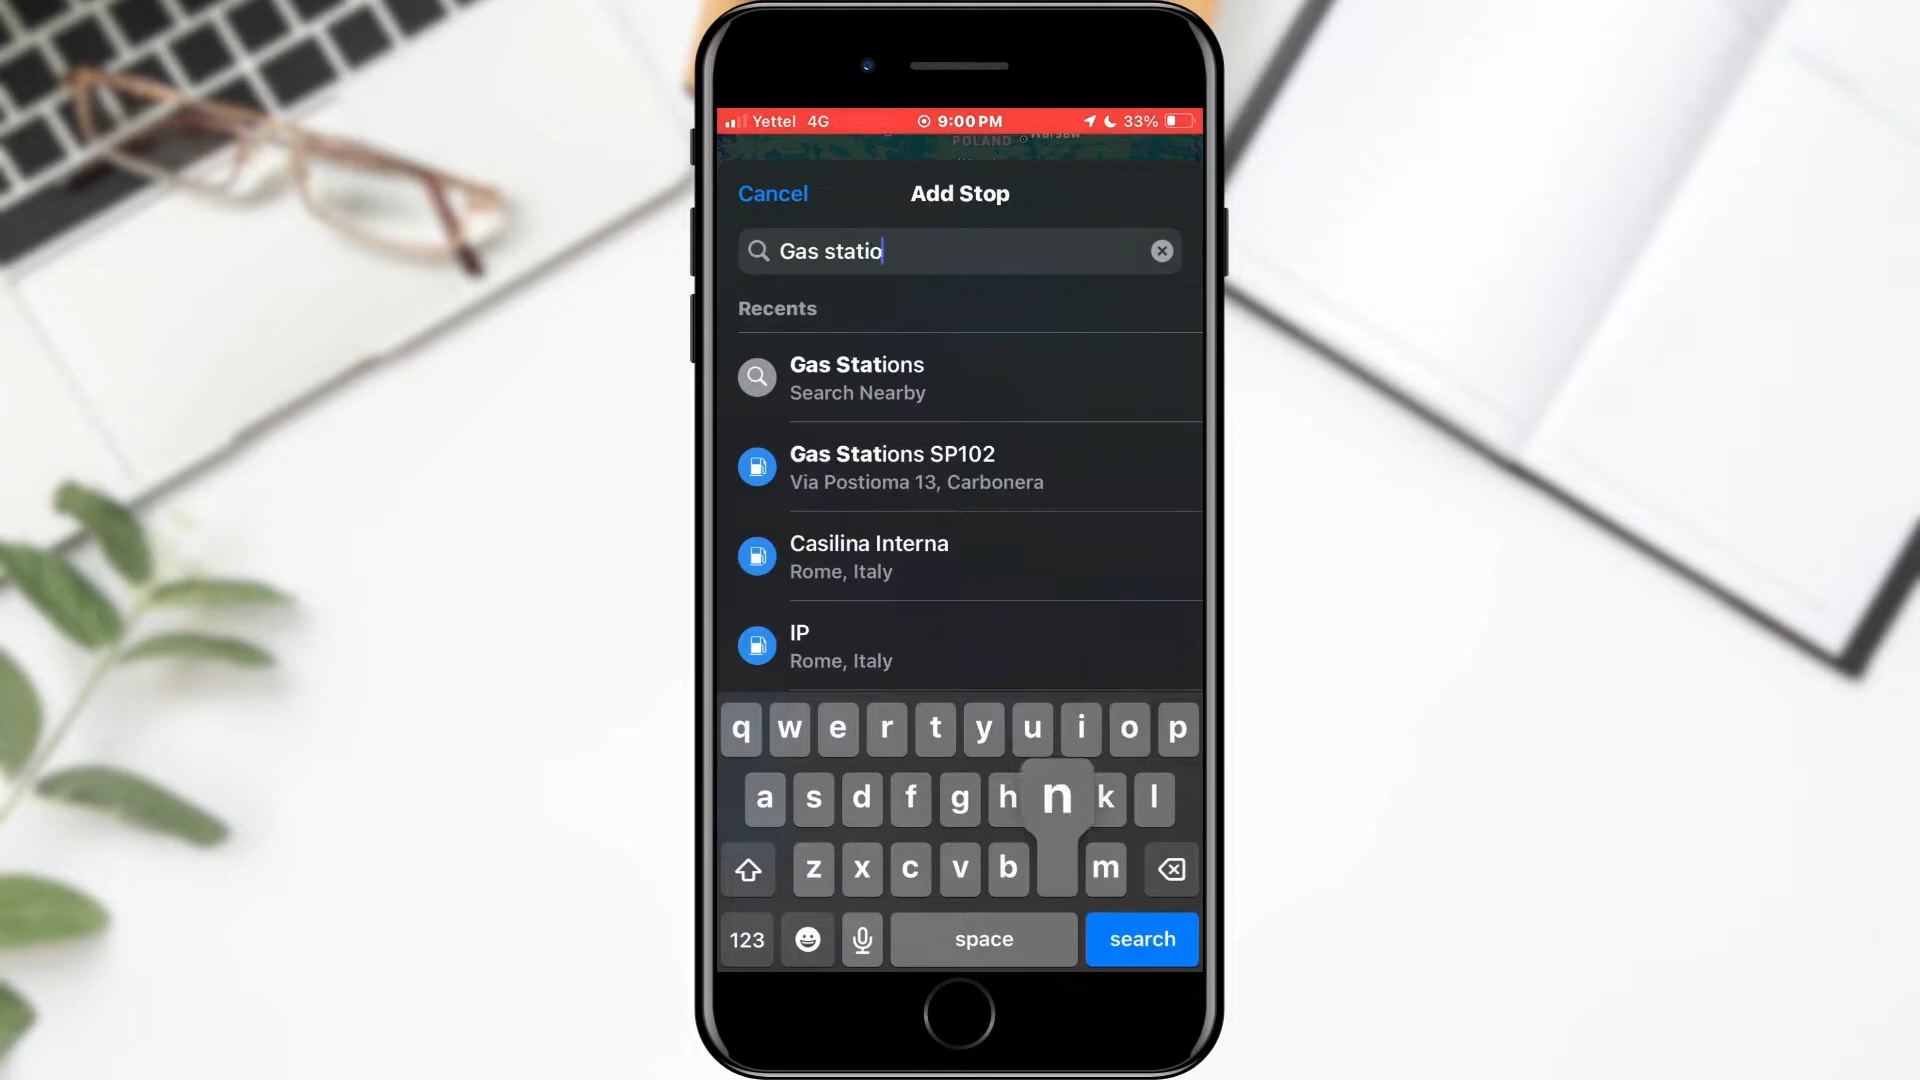 Yettel 4G 9:00 PM 33%
POLAND Warsaw
Cancel Add Stop
Gas statio
Recents
Gas Stations
Search Nearby
Gas Stations SP102
Via Postioma 13, Carbonera
Casilina Interna
Rome, Italy
IP
Rome, Italy
q w e r t y u i o p
a s d f g h n k l
z x c v b m
123 space search